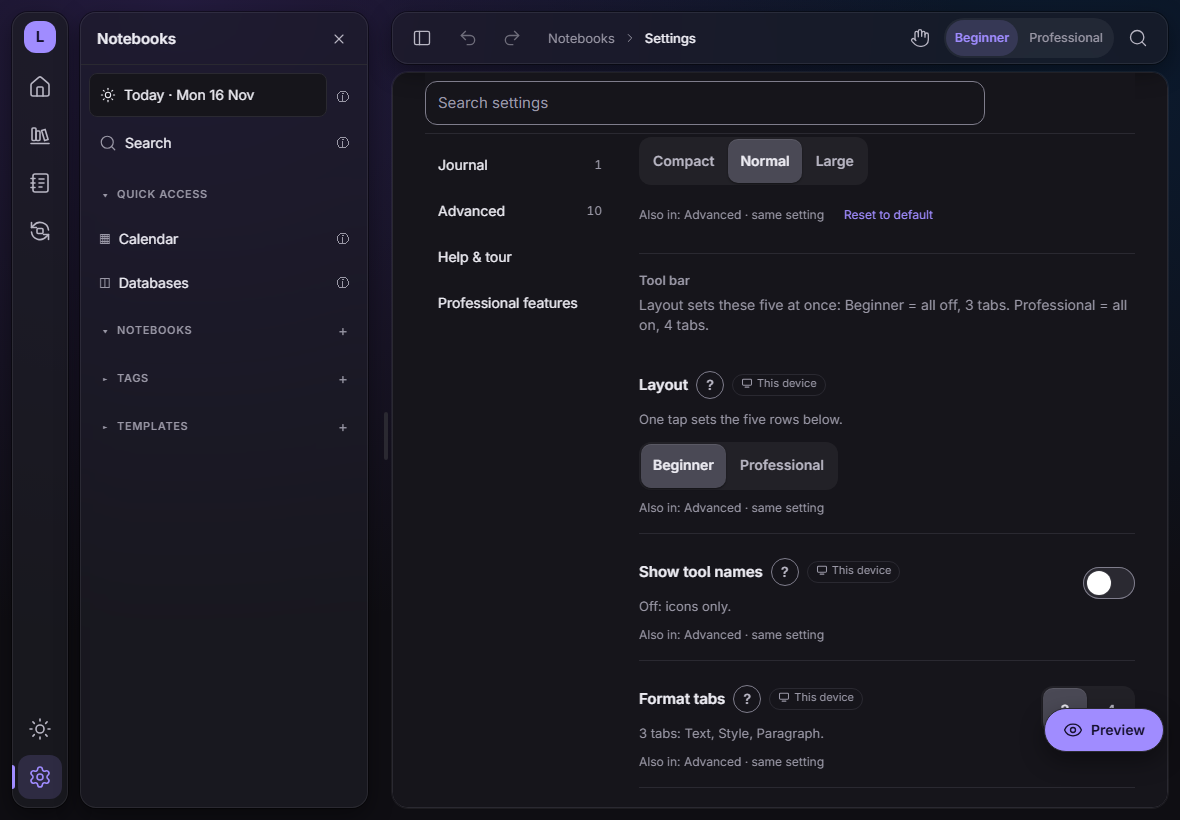 L
Notebooks
Today · Mon 16 Nov
Search
QUICK ACCESS
Calendar
Databases
NOTEBOOKS
TAGS
TEMPLATES
Notebooks > Settings
Beginner Professional
Search settings
Journal 1
Advanced 10
Help & tour
Professional features
Compact Normal Large
Also in: Advanced · same setting Reset to default
Tool bar
Layout sets these five at once: Beginner = all off, 3 tabs. Professional = all
on, 4 tabs.
Layout ? This device
One tap sets the five rows below.
Beginner Professional
Also in: Advanced · same setting
Show tool names ? This device
Off: icons only.
Also in: Advanced · same setting
Format tabs ? This device
3 tabs: Text, Style, Paragraph.
Also in: Advanced · same setting
Preview